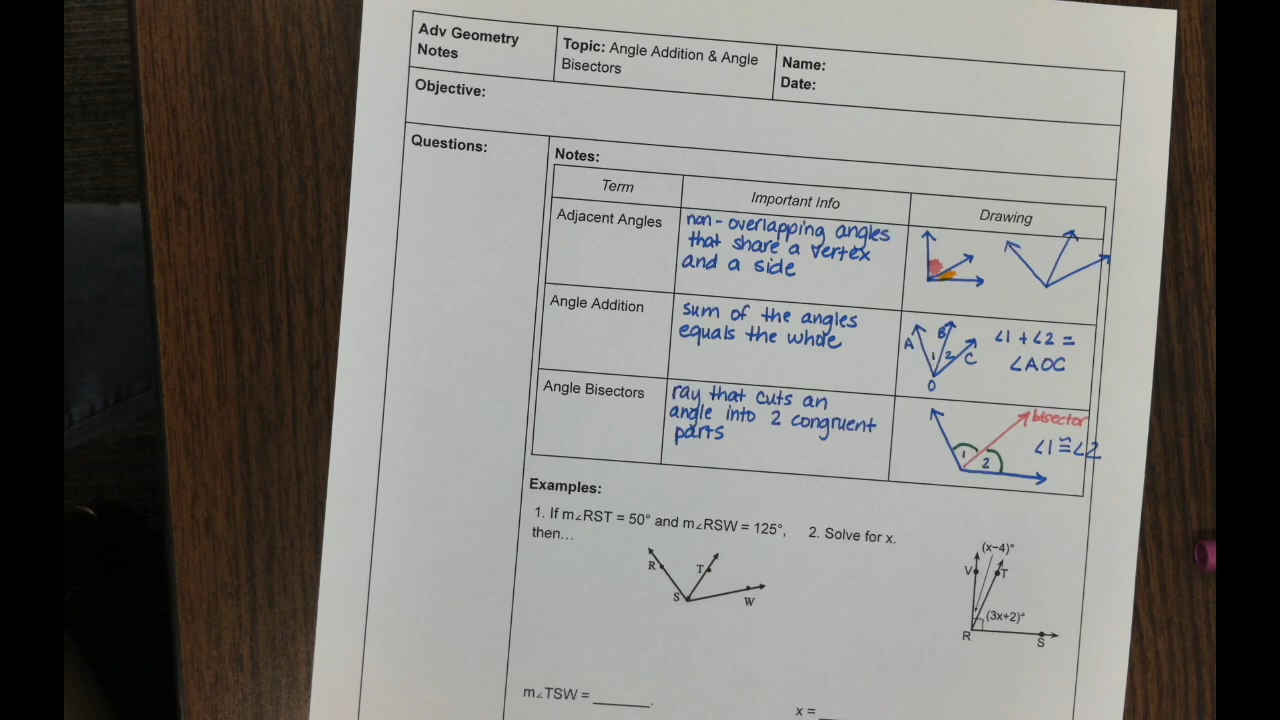 Adv Geometry
Notes
Topic: Angle Addition & Angle
Bisectors
Name:
Date:
Objective:
Questions:
Notes:
Term
Important Info
Drawing
Adjacent Angles
non-overlapping angles
that share a vertex
and a side
Angle Addition
sum of the angles
equals the whole
A
B
C
1
2
O
∠1 + ∠2 =
∠AOC
Angle Bisectors
ray that cuts an
angle into 2 congruent
parts
bisector
1
2
∠1 ≅ ∠2
Examples:
1. If m∠RST = 50° and m∠RSW = 125°,
then…
R
T
S
W
m∠TSW = ______.
2. Solve for x.
(x−4)°
V
T
(3x+2)°
R
S
x = __